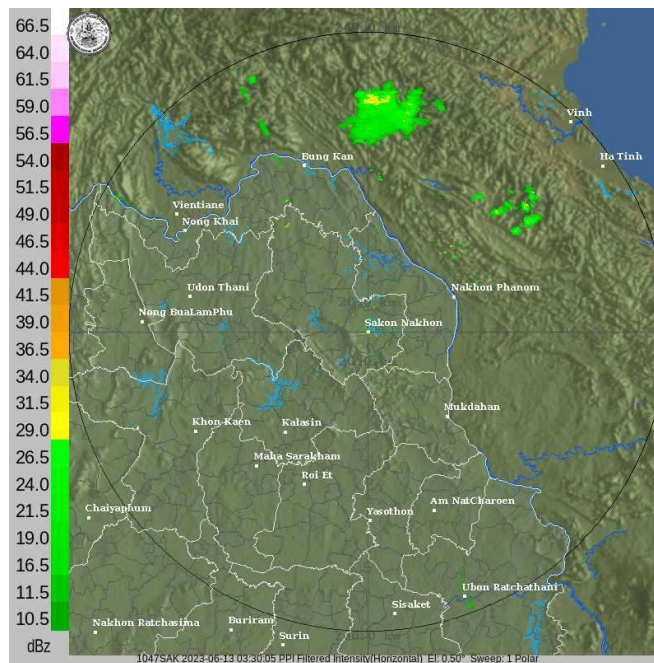 66.5
64.0
61.5
59.0
56.5
54.0
51.5
49.0
46.5
44.0
41.5
39.0
36.5
34.0
31.5
29.0
26.5
24.0
21.5
19.0
16.5
14.0
11.5
10.5
dBz
Vinh
Ha Tinh
Bung Kan
Vientiane
Nong Khai
Udon Thani
Nakhon Phanom
Nong BuaLamPhu
Sakon Nakhon
Mukdahan
Khon Kaen
Kalasin
Maha Sarakham
Roi Et
Am NatCharoen
Chaiyaphum
Yasothon
Ubon Ratchathani
Sisaket
Nakhon Ratchasima
Buriram
Surin
1047SAK 2023-06-13 03:30:05 PPI Filtered Intensity(Horizontal) El: 0.50° Sweep: 1 Polar